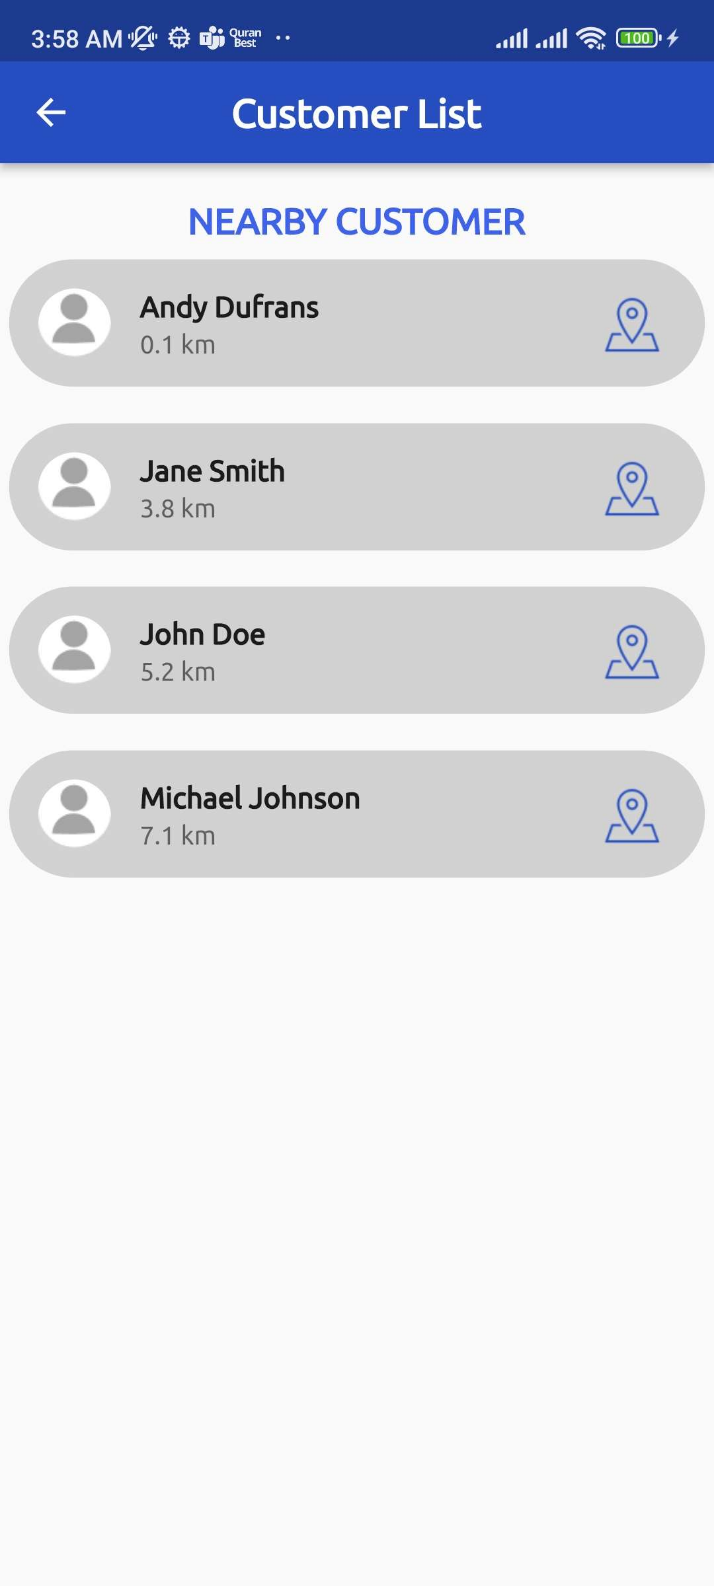 3:58 AM
Quran
Best
100
Customer List
NEARBY CUSTOMER
Andy Dufrans
0.1 km
Jane Smith
3.8 km
John Doe
5.2 km
Michael Johnson
7.1 km